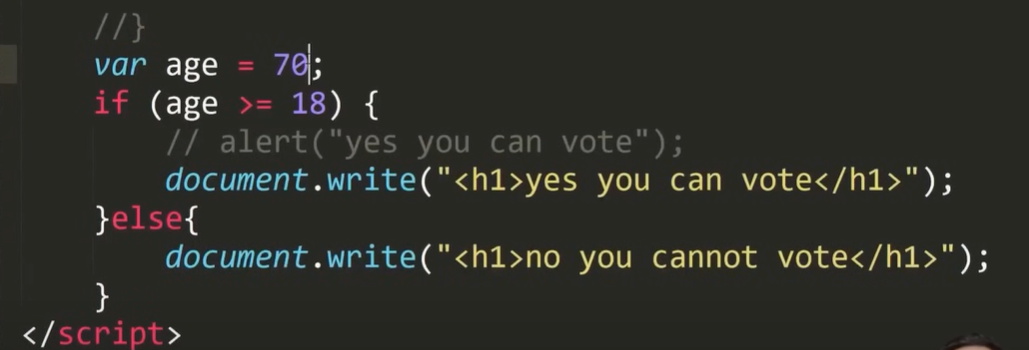 //}
var age = 70;
if (age >= 18) {
// alert("yes you can vote");
document.write("<h1>yes you can vote</h1>");
}else{
document.write("<h1>no you cannot vote</h1>");
}
</script>